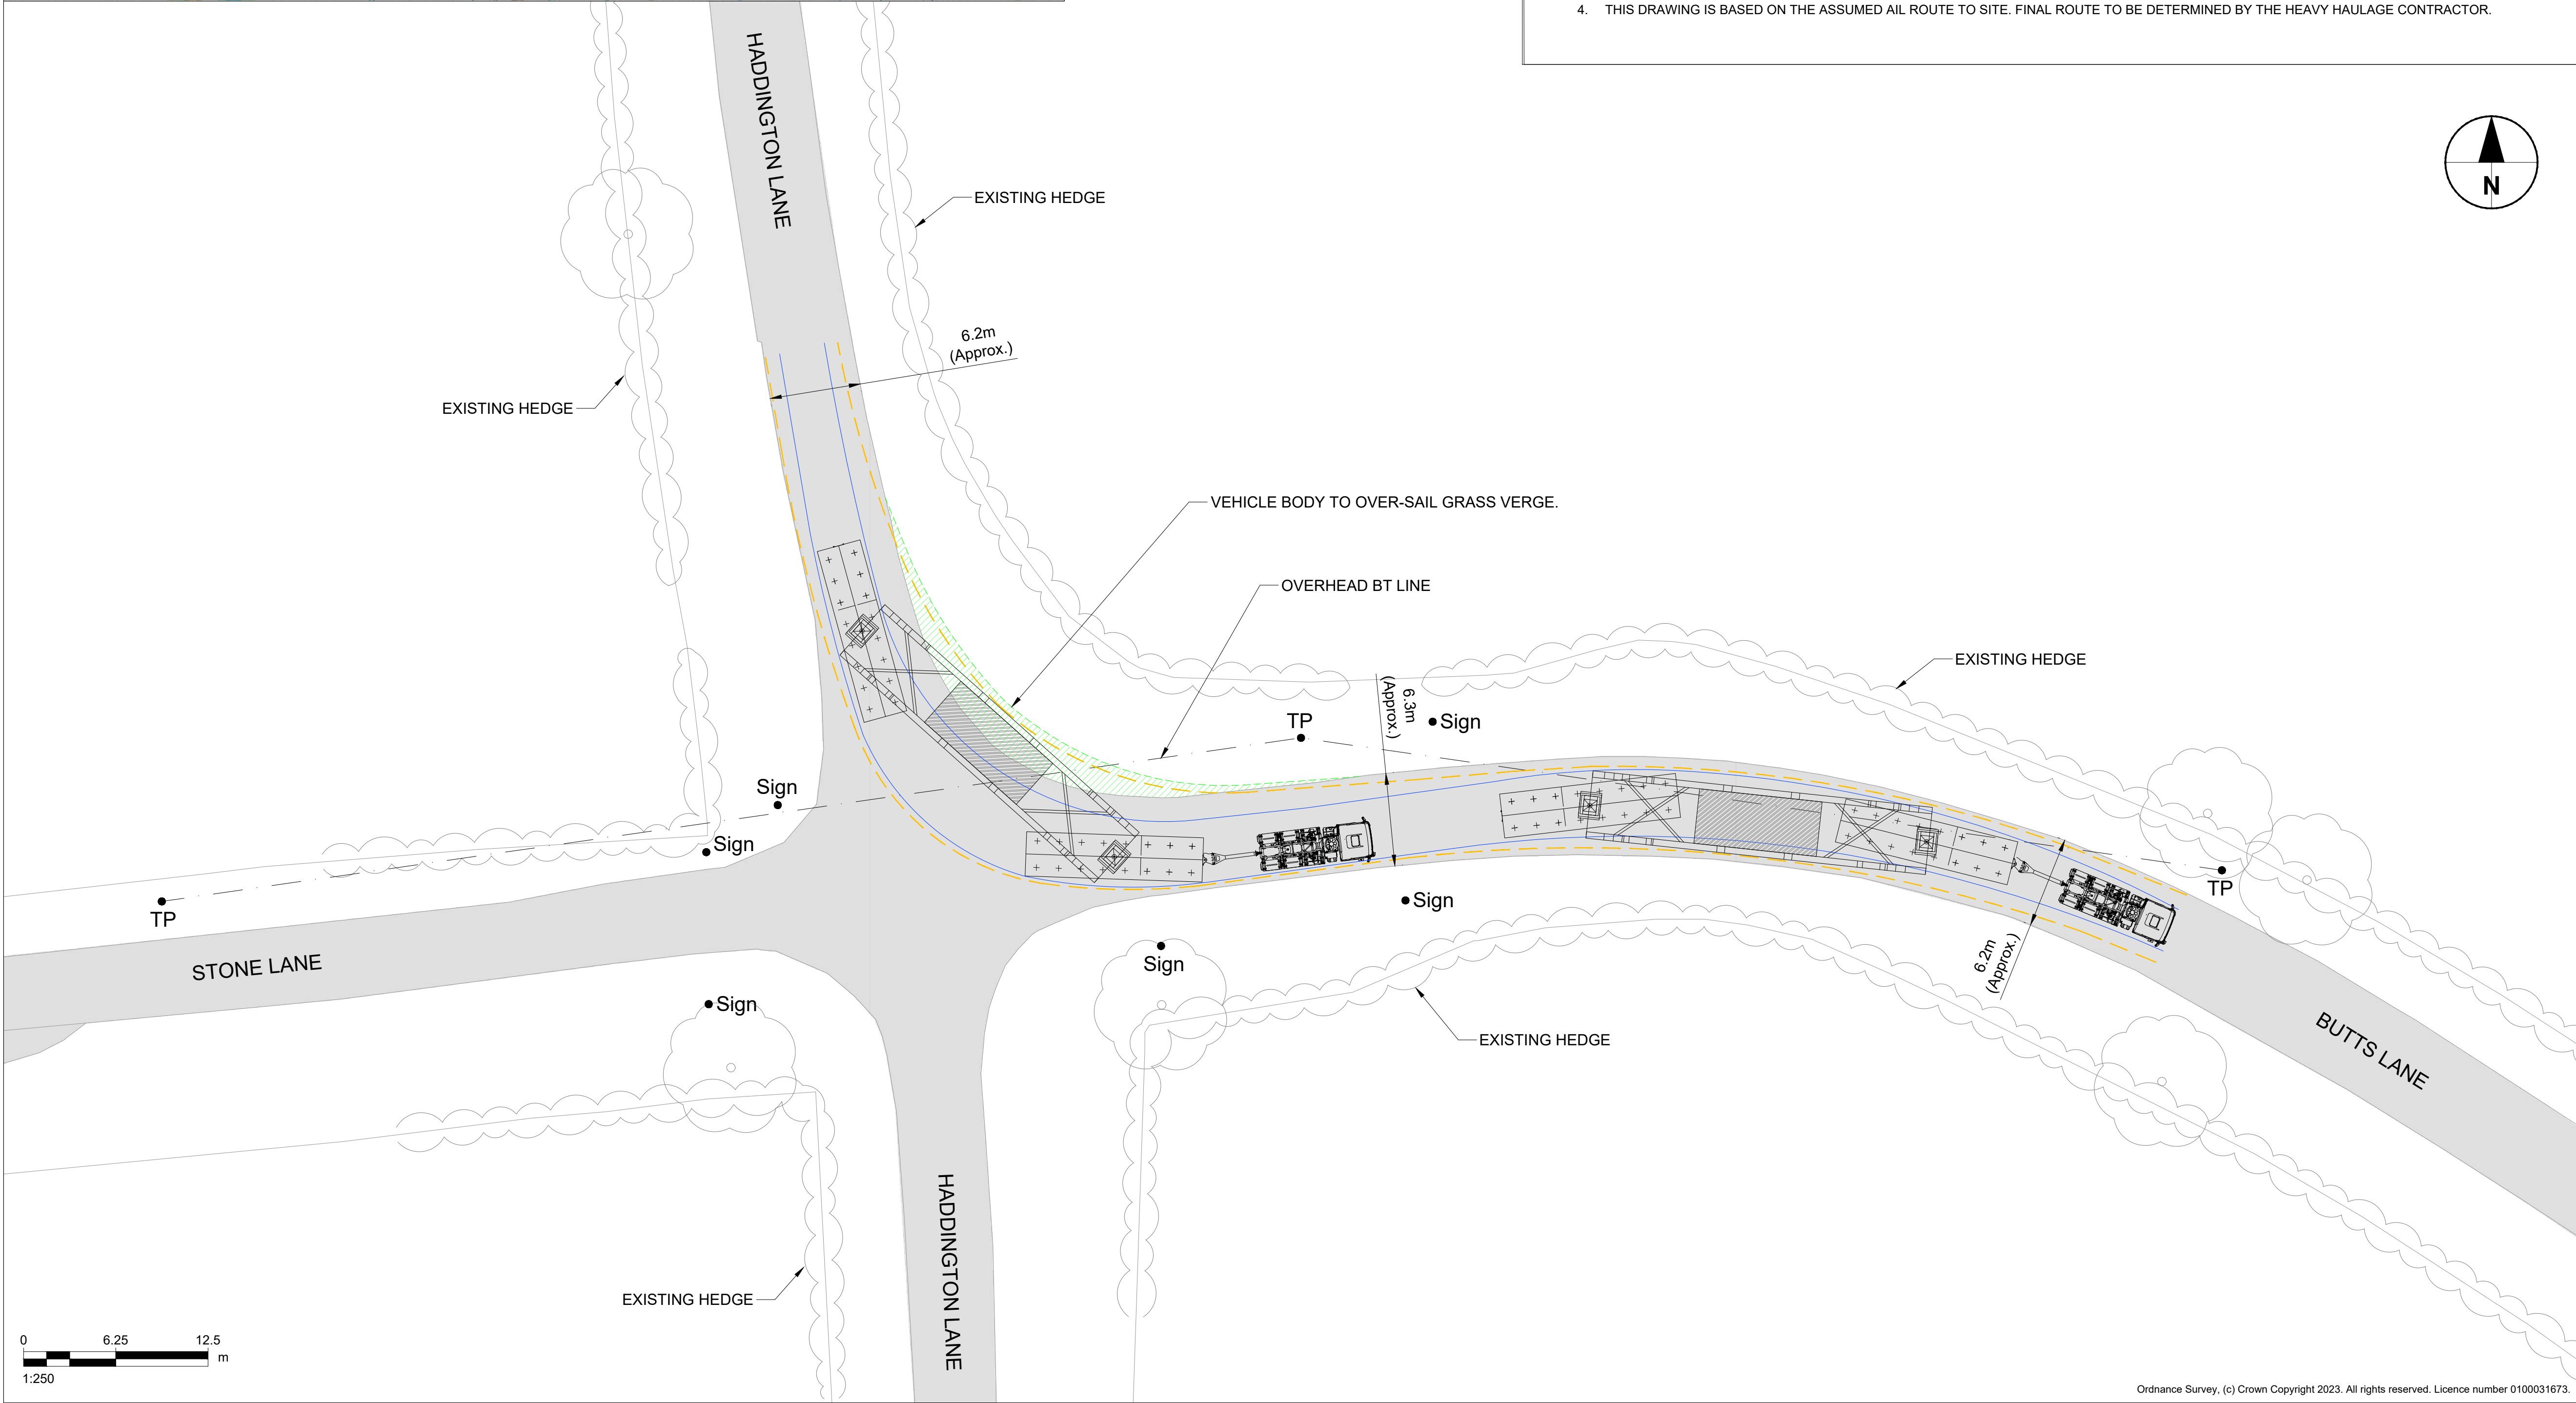 4. THIS DRAWING IS BASED ON THE ASSUMED AIL ROUTE TO SITE. FINAL ROUTE TO BE DETERMINED BY THE HEAVY HAULAGE CONTRACTOR.
HADDINGTON LANE
N
EXISTING HEDGE
6.2m
(Approx.)
EXISTING HEDGE
VEHICLE BODY TO OVER-SAIL GRASS VERGE.
OVERHEAD BT LINE
EXISTING HEDGE
6.3m
(Approx.)
TP
Sign
Sign
Sign
TP
TP
Sign
STONE LANE
Sign
Sign
6.2m
(Approx.)
EXISTING HEDGE
BUTTS LANE
HADDINGTON LANE
EXISTING HEDGE
0 6.25 12.5
m
1:250
Ordnance Survey, (c) Crown Copyright 2023. All rights reserved. Licence number 0100031673.